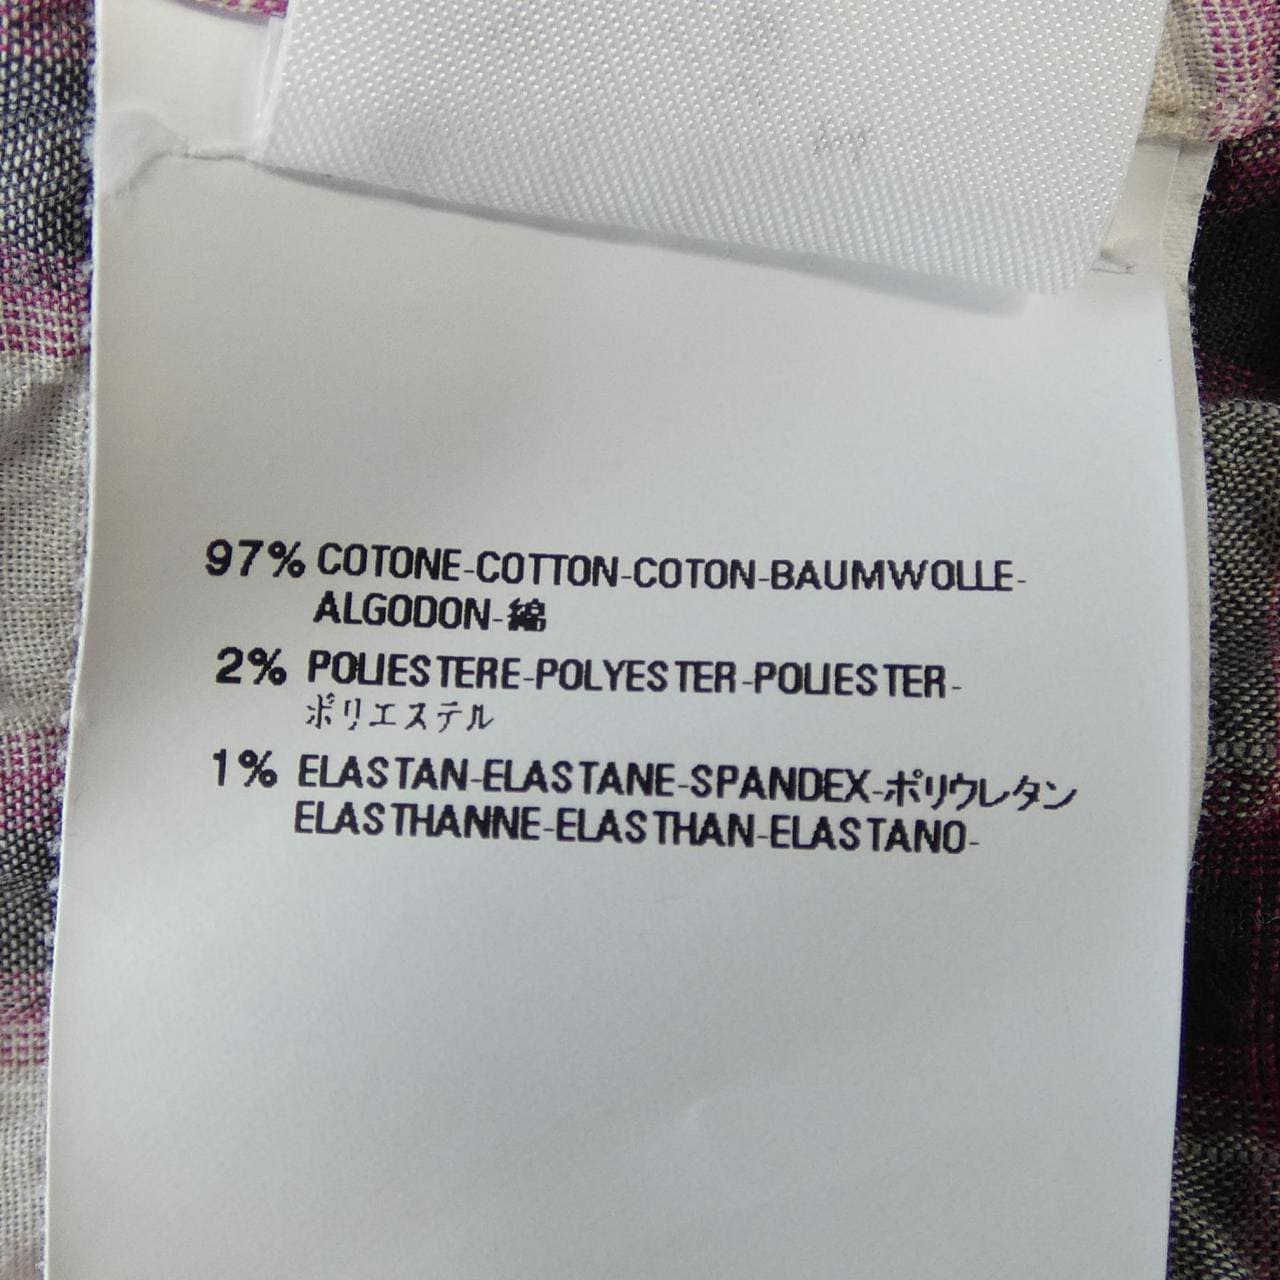 97% COTONE-COTTON-COTON-BAUMWOLLE-
ALGODON-綿
2% POLIESTERE-POLYESTER-POLIESTER-
ポリエステル
1% ELASTAN-ELASTANE-SPANDEX-ポリウレタン
ELASTHANNE-ELASTHAN-ELASTANO-